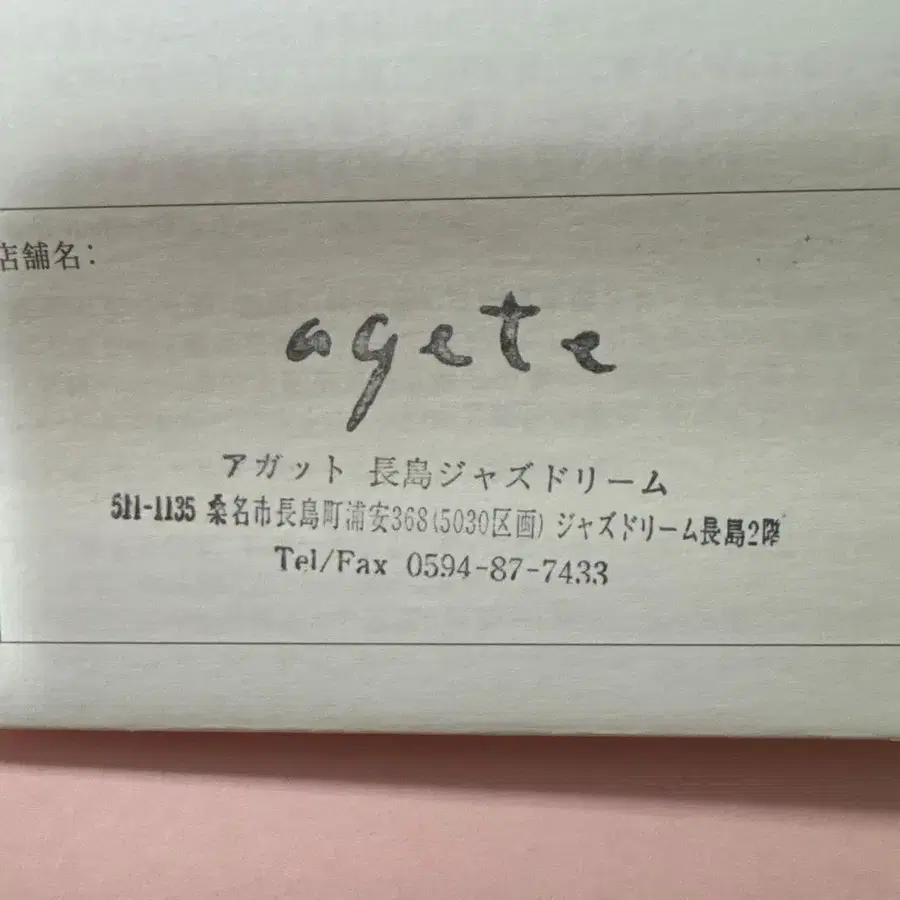 店舗名:
agete
アガット 長島ジャズドリーム
511-1135 桑名市長島町浦安368(5030区画) ジャズドリーム長島2階
Tel/Fax 0594-87-7433